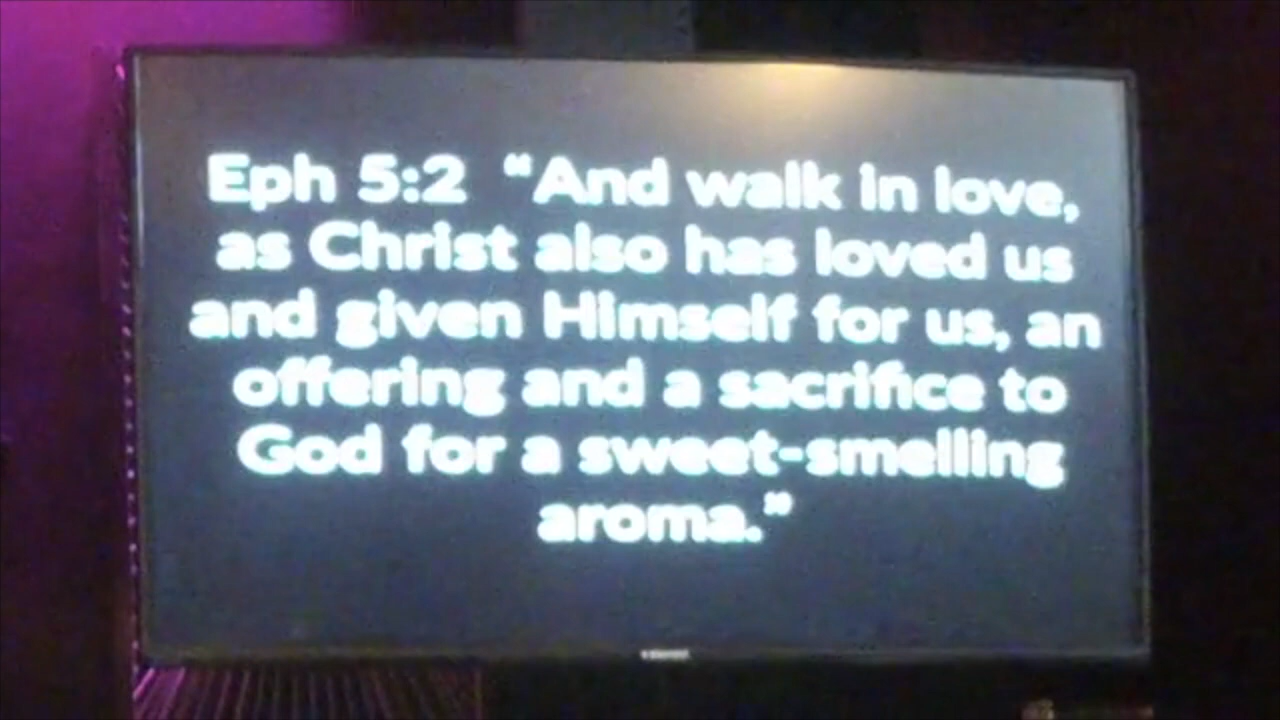 Eph 5:2 “And walk in love,
as Christ also has loved us
and given Himself for us, an
offering and a sacrifice to
God for a sweet-smelling
aroma.”